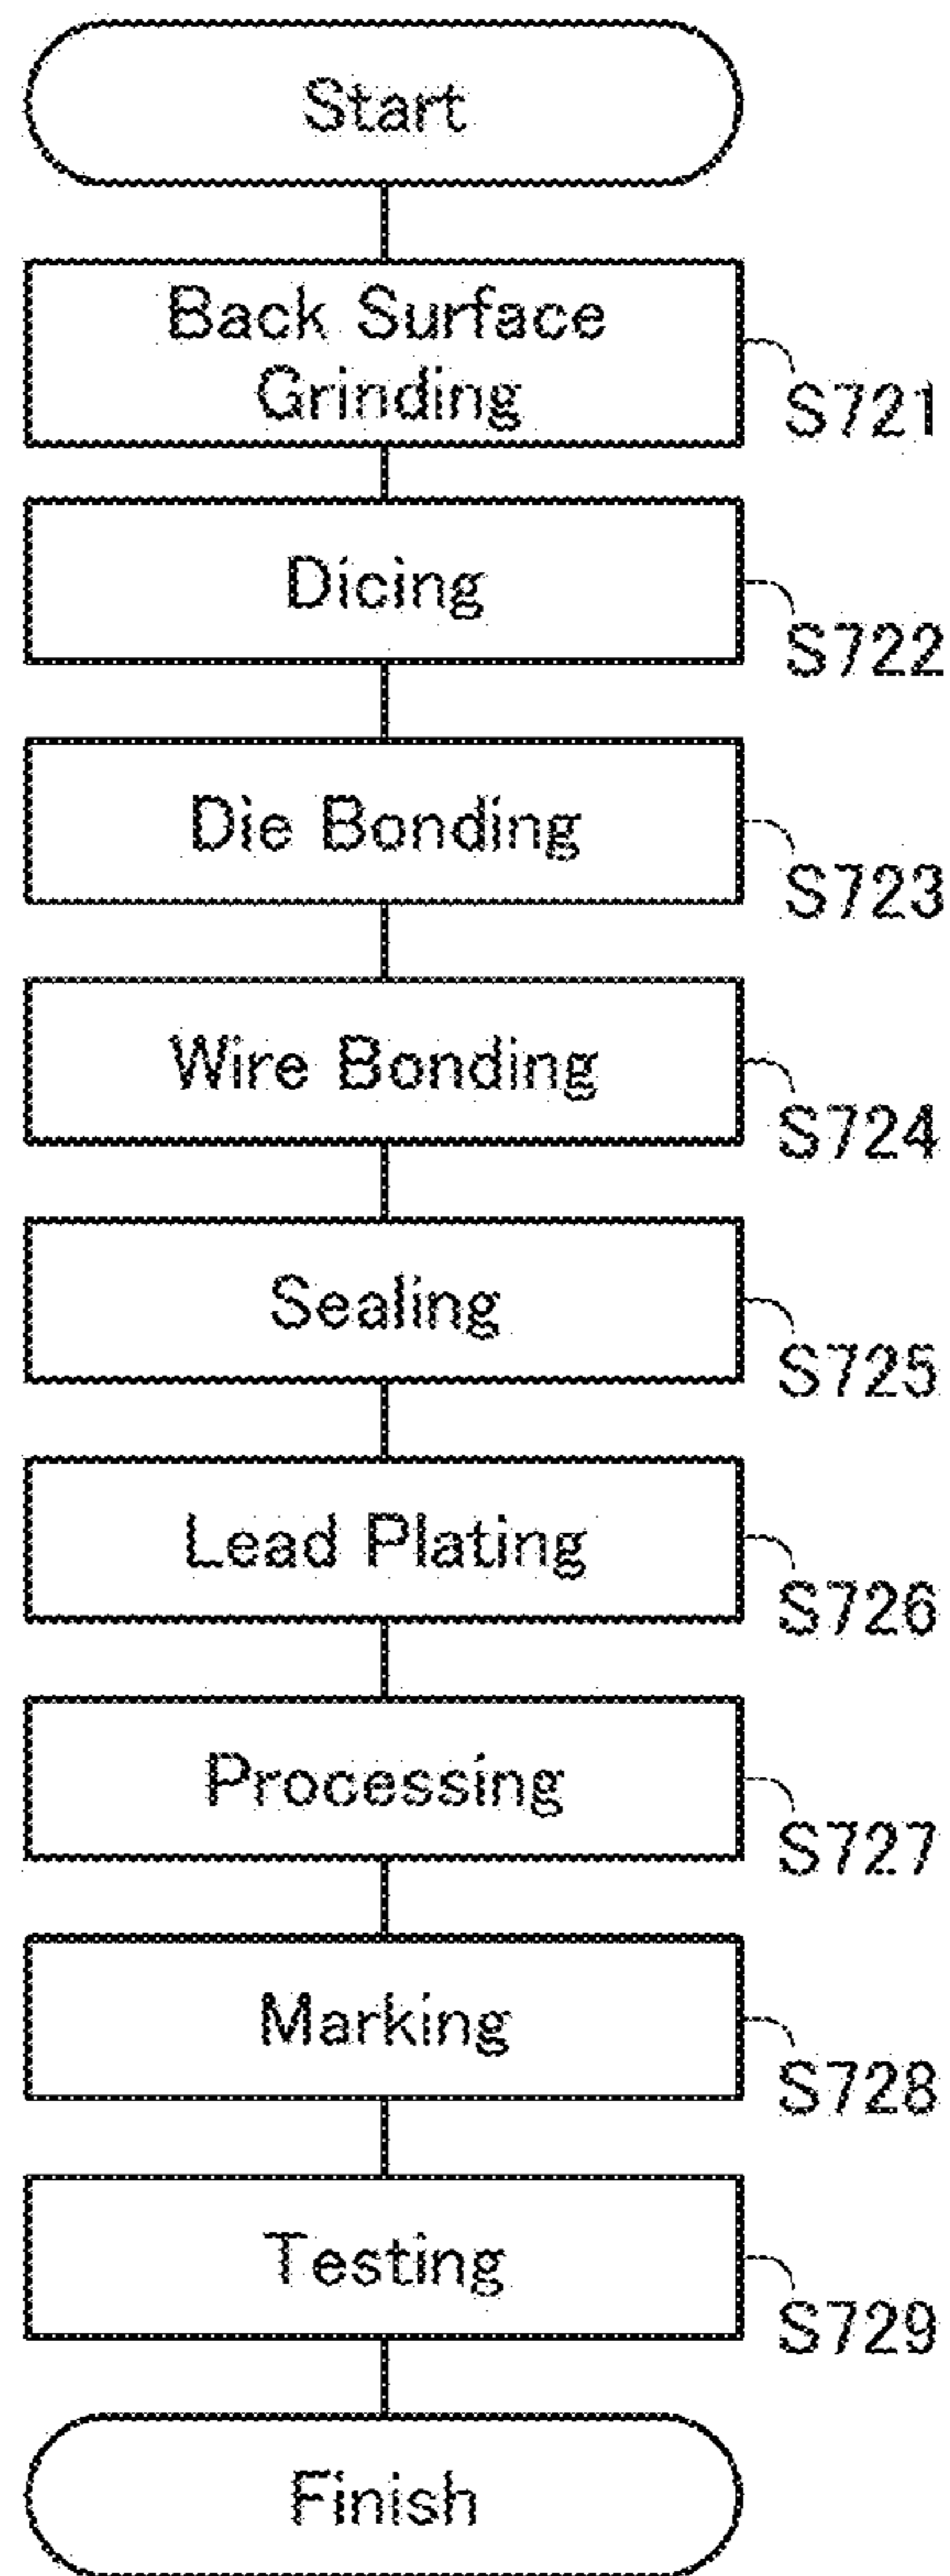 Start
Back Surface
Grinding
S721
Dicing
S722
Die Bonding
S723
Wire Bonding
S724
Sealing
S725
Lead Plating
S726
Processing
S727
Marking
S728
Testing
S729
Finish